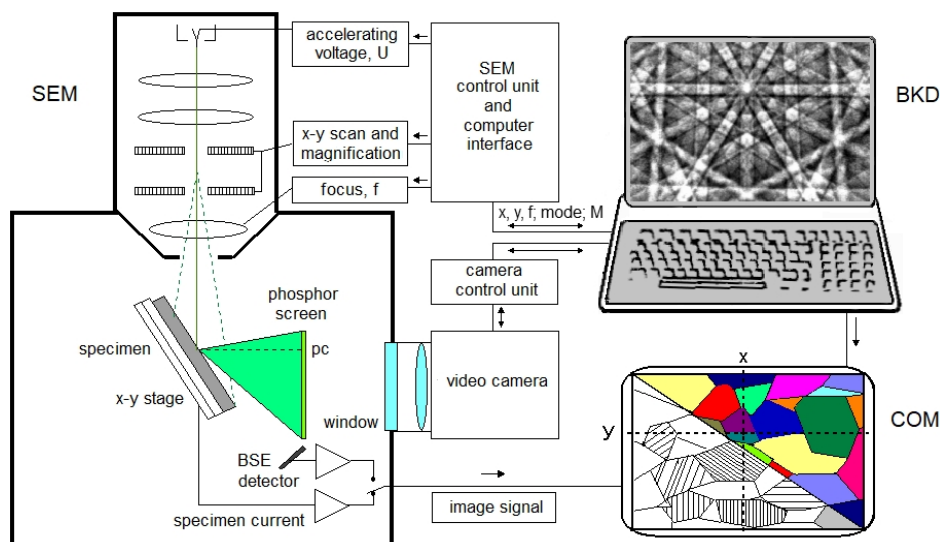 SEM
accelerating
voltage, U
x-y scan and
magnification
focus, f
SEM
control unit
and
computer
interface
BKD
x, y, f; mode; M
camera
control unit
phosphor
screen
pc
specimen
x-y stage
window
video camera
BSE
detector
specimen current
image signal
x
y
COM